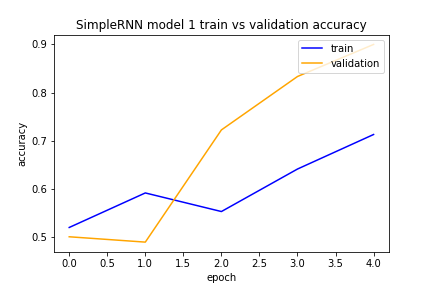 SimpleRNN model 1 train vs validation accuracy
train
validation
0.9
0.8
0.7
0.6
0.5
accuracy
0.0 0.5 1.0 1.5 2.0 2.5 3.0 3.5 4.0
epoch